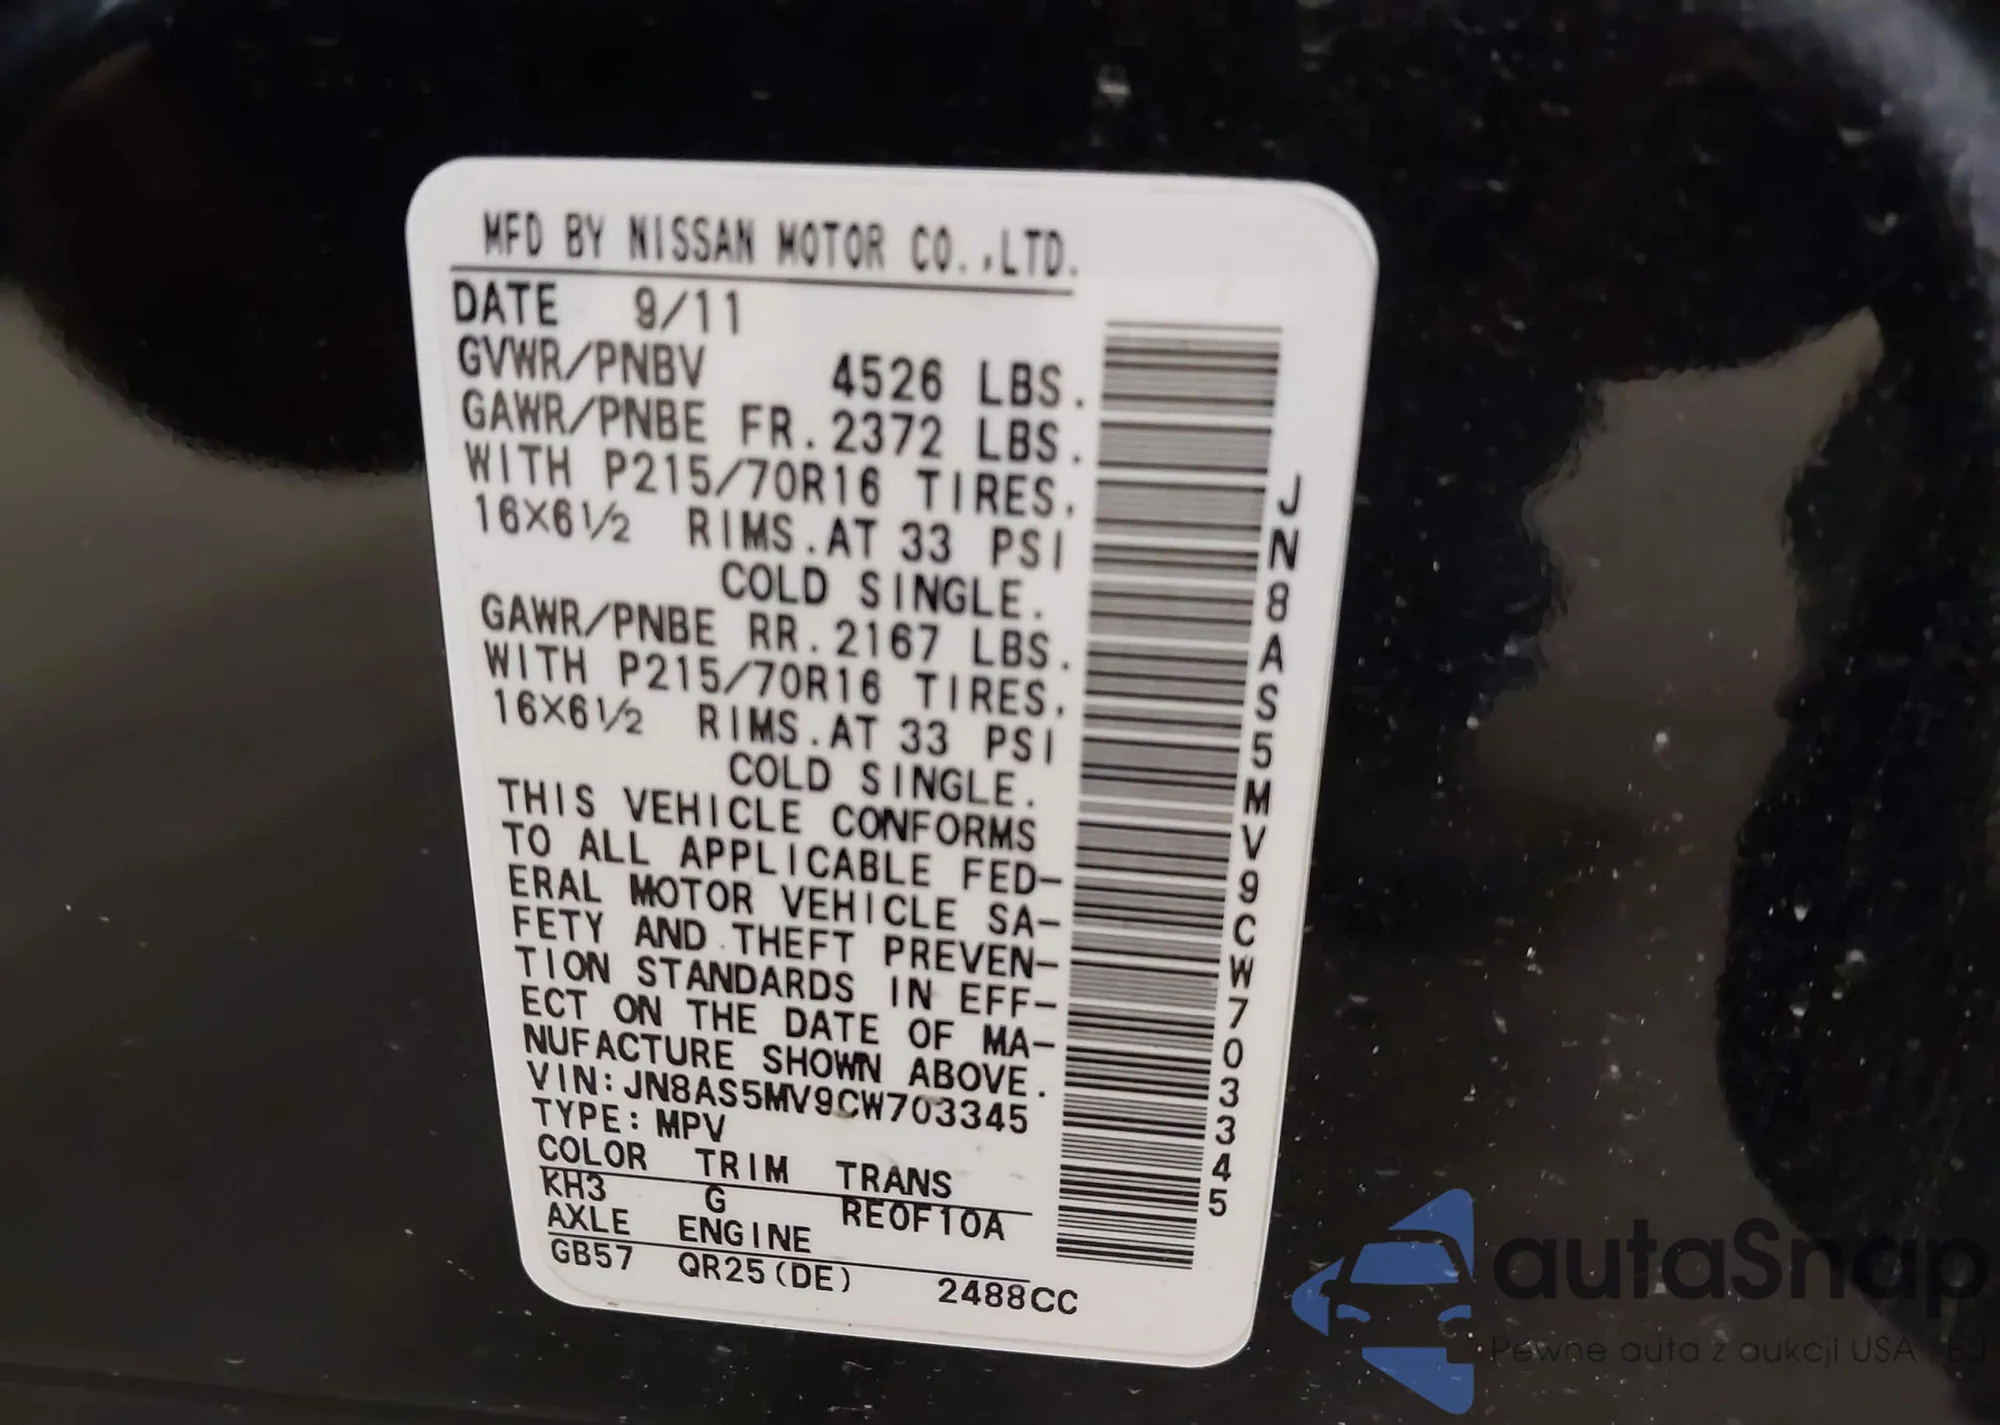 MFD BY NISSAN MOTOR CO.,LTD.
DATE 9/11
GVWR/PNBV 4526 LBS.
GAWR/PNBE FR.2372 LBS.
WITH P215/70R16 TIRES.
16X6½ RIMS.AT 33 PSI
COLD SINGLE.
GAWR/PNBE RR.2167 LBS.
WITH P215/70R16 TIRES.
16X6½ RIMS.AT 33 PSI
COLD SINGLE.
THIS VEHICLE CONFORMS
TO ALL APPLICABLE FED-
ERAL MOTOR VEHICLE SA-
FETY AND THEFT PREVEN-
TION STANDARDS IN EFF-
ECT ON THE DATE OF MA-
NUFACTURE SHOWN ABOVE.
VIN:JN8AS5MV9CW703345
TYPE:MPV
COLOR TRIM TRANS
KH3 G RE0F10A
AXLE ENGINE
GB57 QR25(DE) 2488CC
JN8AS5MV9CW703345
autaSnap
Pewne auta z aukcji USA i EU